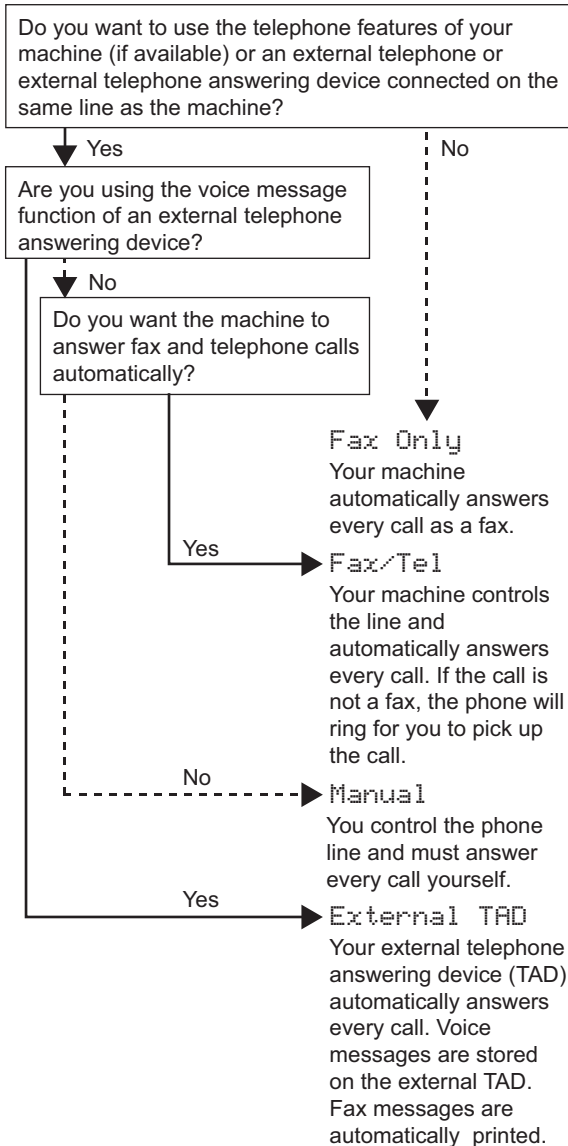 Do you want to use the telephone features of your
machine (if available) or an external telephone or
external telephone answering device connected on the
same line as the machine?
Yes
No
Are you using the voice message
function of an external telephone
answering device?
No
Do you want the machine to
answer fax and telephone calls
automatically?
Fax Only
Your machine
automatically answers
every call as a fax.
Yes
Fax/Tel
Your machine controls
the line and
automatically answers
every call. If the call is
not a fax, the phone will
ring for you to pick up
the call.
No
Manual
You control the phone
line and must answer
every call yourself.
Yes
External TAD
Your external telephone
answering device (TAD)
automatically answers
every call. Voice
messages are stored
on the external TAD.
Fax messages are
automatically printed.